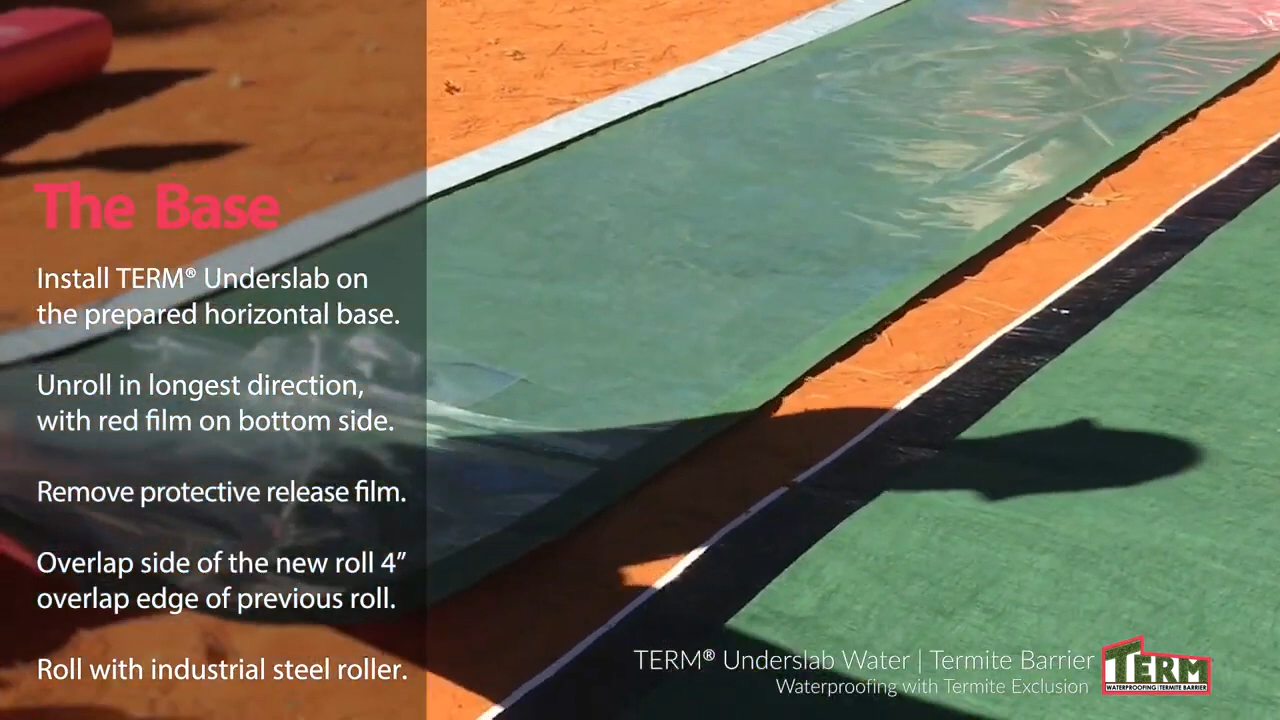 The Base
Install TERM® Underslab on
the prepared horizontal base.
Unroll in longest direction,
with red film on bottom side.
Remove protective release film.
Overlap side of the new roll 4”
overlap edge of previous roll.
Roll with industrial steel roller.
TERM® Underslab Water | Termite Barrier
Waterproofing with Termite Exclusion
TERM
WATERPROOFING | TERMITE BARRIER